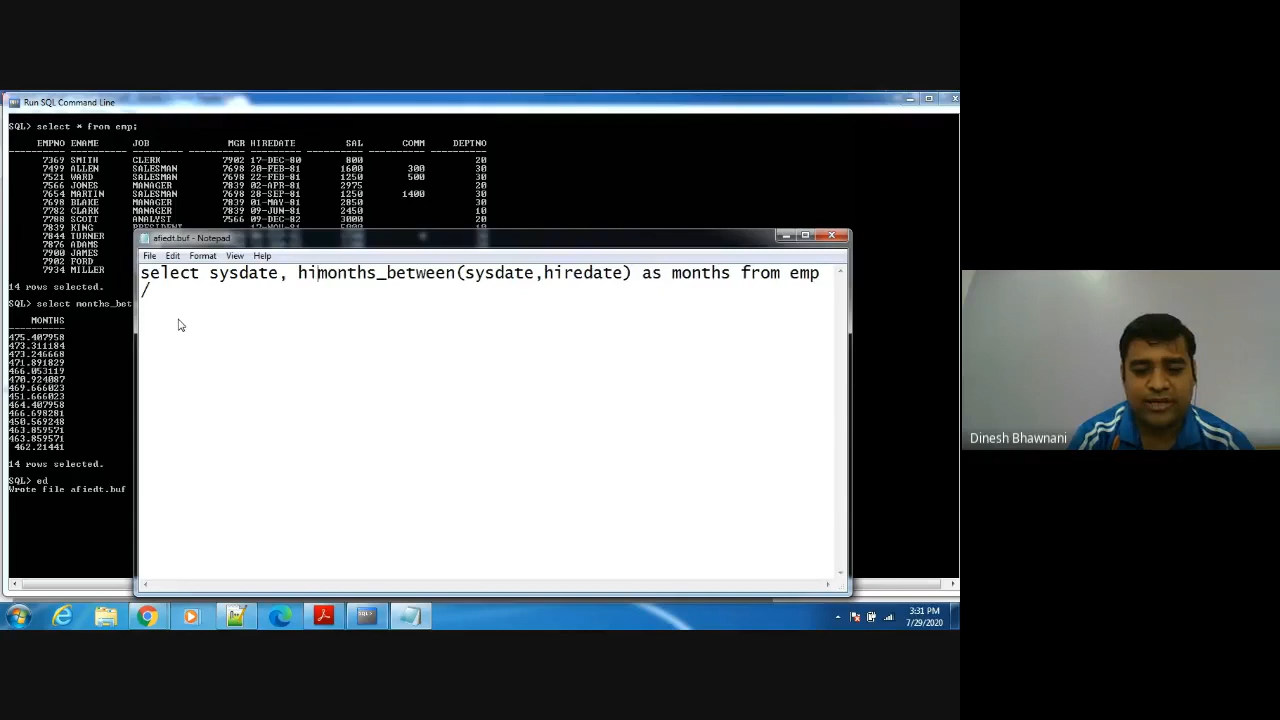 Run SQL Command Line
SQL> select * from emp;
EMPNO ENAME JOB MGR HIREDATE SAL COMM DEPTNO
7369 SMITH CLERK 7902 17-DEC-80 800 20
7499 ALLEN SALESMAN 7698 20-FEB-81 1600 300 30
7521 WARD SALESMAN 7698 22-FEB-81 1250 500 30
7566 JONES MANAGER 7839 02-APR-81 2975 20
7654 MARTIN SALESMAN 7698 28-SEP-81 1250 1400 30
7698 BLAKE MANAGER 7839 01-MAY-81 2850 30
7782 CLARK MANAGER 7839 09-JUN-81 2450 10
7788 SCOTT ANALYST 7566 09-DEC-82 3000 20
7839 KING
7844 TURNER
7876 ADAMS
7900 JAMES
7902 FORD
7934 MILLER
14 rows selected.
SQL> select months_bet
MONTHS
475.407958
473.311184
473.246668
471.891829
466.053119
470.924087
469.666023
451.666023
464.407958
466.698281
450.569248
463.859571
463.859571
462.21441
14 rows selected.
SQL> ed
Wrote file afiedt.buf
afiedt.buf - Notepad
File Edit Format View Help
select sysdate, himonths_between(sysdate,hiredate) as months from emp
/
Dinesh Bhawnani
3:31 PM
7/29/2020